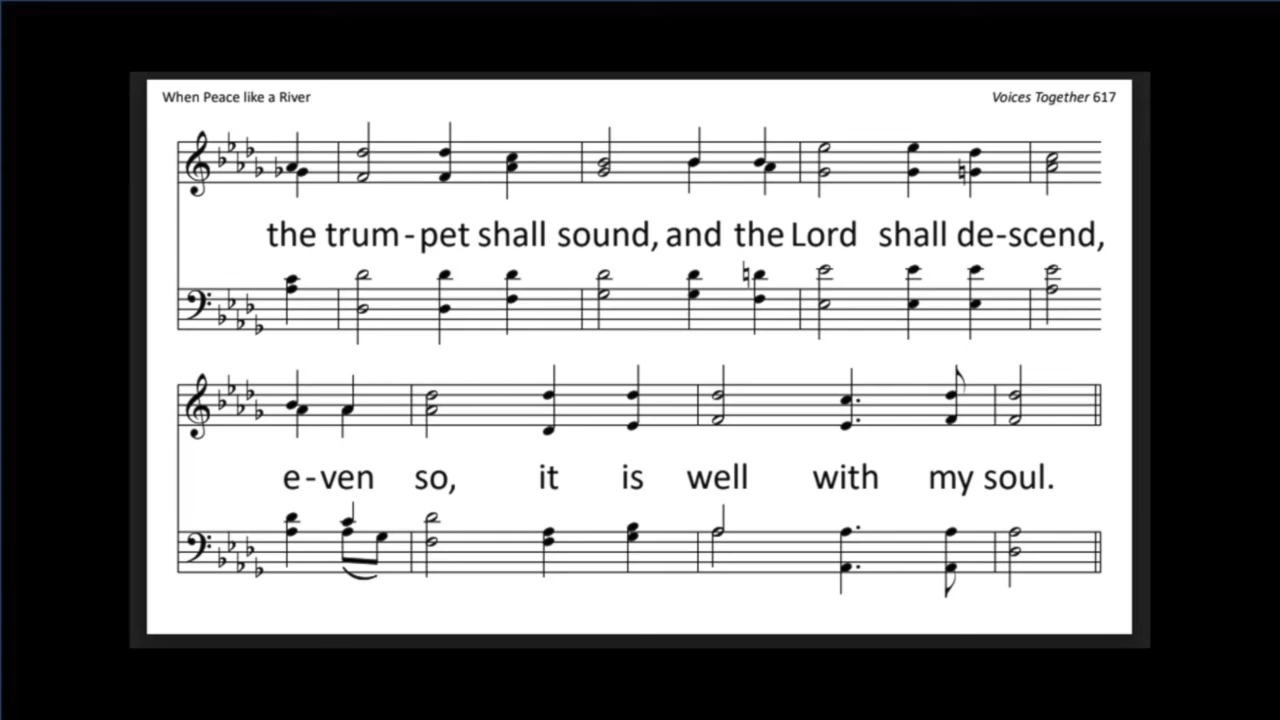 When Peace like a River
Voices Together 617
the trum-pet shall sound, and the Lord shall de-scend,
e-ven so, it is well with my soul.